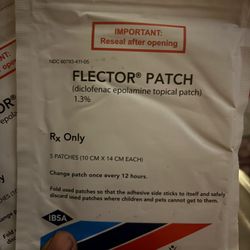 IMPORTANT:
Reseal after opening
NDC 60793-411-05
FLECTOR® PATCH
(diclofenac epolamine topical patch)
1.3%
Rx Only
5 PATCHES (10 CM X 14 CM EACH)
Change patch once every 12 hours.
Fold used patches so that the adhesive side sticks to itself and safely
discard used patches where children and pets cannot get to them.
IBSA